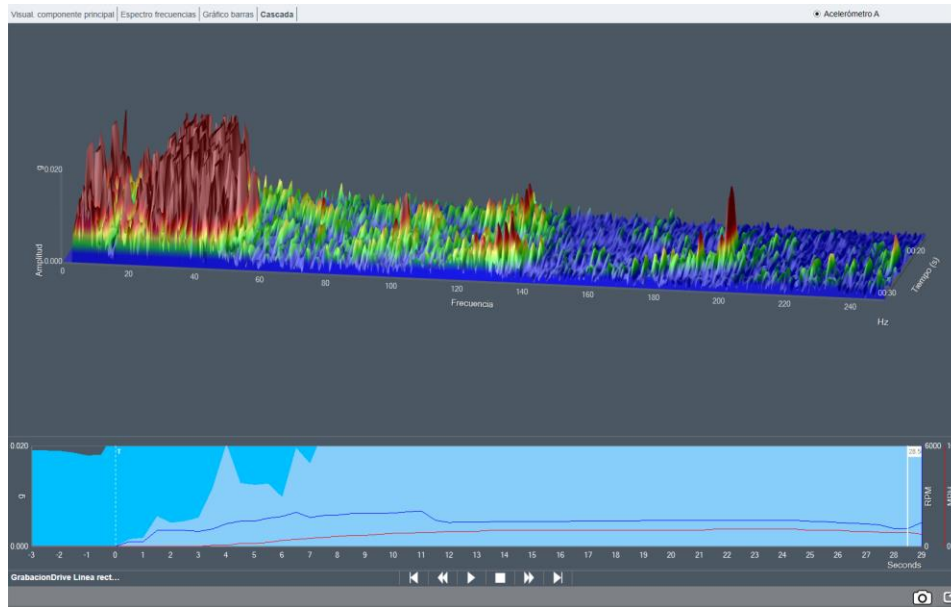 Visual. componente principal Espectro frecuencias Gráfico barras Cascada Acelerómetro A
g
0.020
Amplitud
0.000
0 20 40 60 80 100 120 140 160 180 200 220 240
Frecuencia
Hz
00:20
Tiempo (s)
00:30
0.020
g
0.000
T
28.5
6000
RPM
0
-3 -2 -1 0 1 2 3 4 5 6 7 8 9 10 11 12 13 14 15 16 17 18 19 20 21 22 23 24 25 26 27 28 29
Seconds
GrabacionDrive Linea rect...